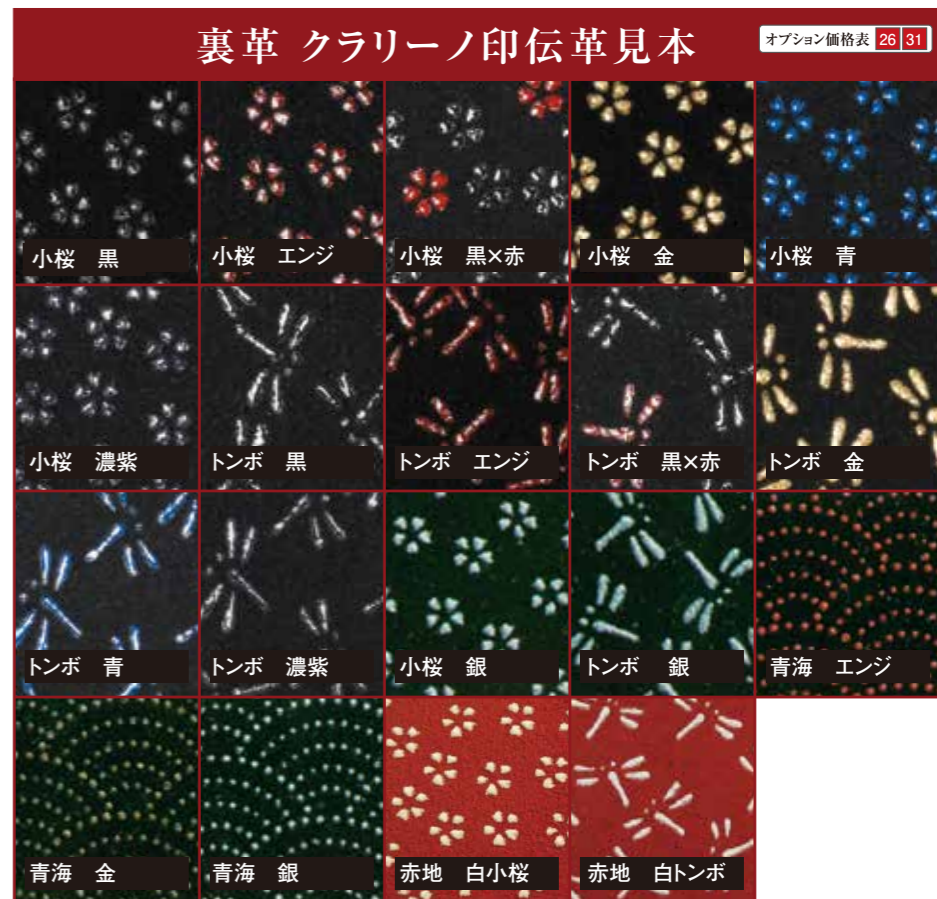 裏革 クラリーノ印伝革見本
オプション価格表 26 31
小桜　黒
小桜　エンジ
小桜　黒×赤
小桜　金
小桜　青
小桜　濃紫
トンボ　黒
トンボ　エンジ
トンボ　黒×赤
トンボ　金
トンボ　青
トンボ　濃紫
小桜　銀
トンボ　銀
青海　エンジ
青海　金
青海　銀
赤地　白小桜
赤地　白トンボ